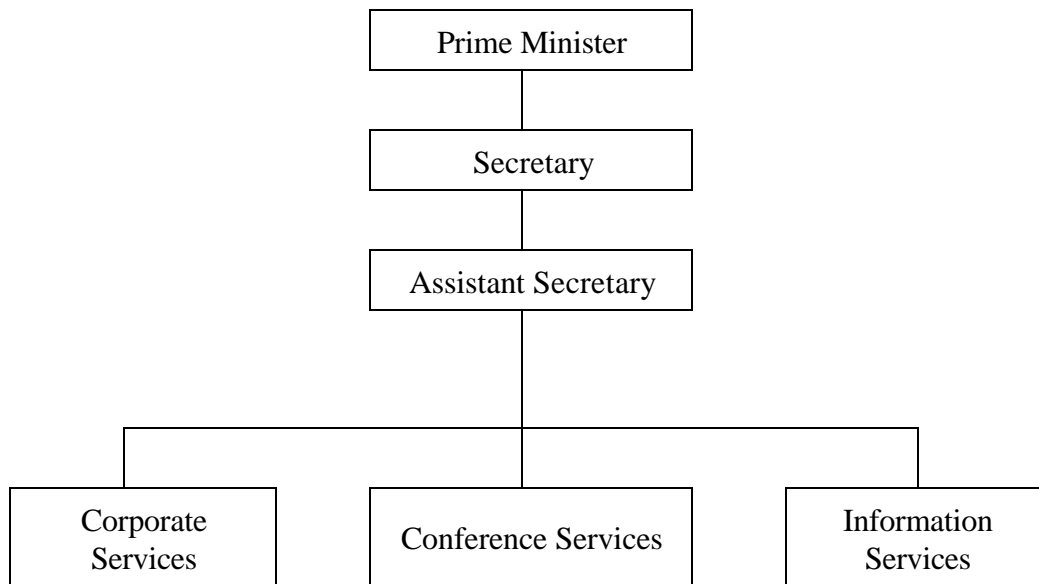 Prime Minister
Secretary
Assistant Secretary
Corporate
Services
Conference Services
Information
Services